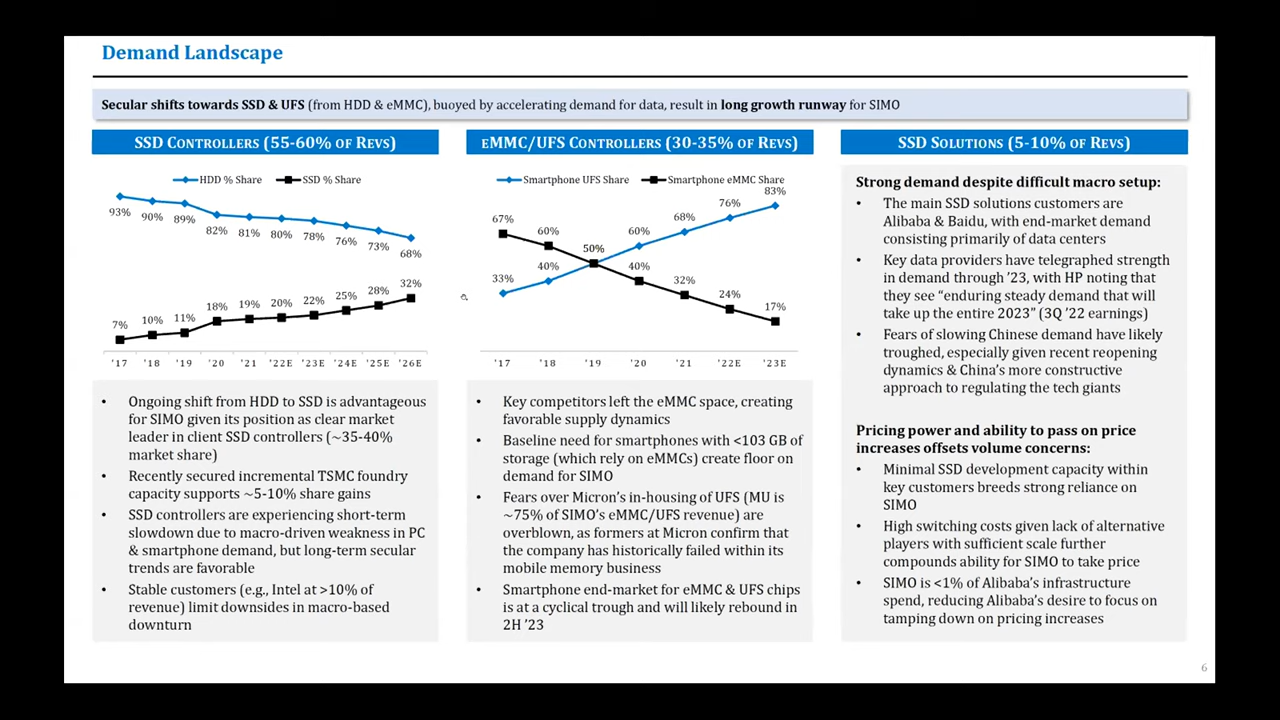 Demand Landscape
Secular shifts towards SSD & UFS (from HDD & eMMC), buoyed by accelerating demand for data, result in long growth runway for SIMO
SSD CONTROLLERS (55-60% OF REVS)
HDD % Share SSD % Share
93% 90% 89% 82% 81% 80% 78% 76% 73% 68%
7% 10% 11% 18% 19% 20% 22% 25% 28% 32%
'17 '18 '19 '20 '21 '22E '23E '24E '25E '26E
• Ongoing shift from HDD to SSD is advantageous
for SIMO given its position as clear market
leader in client SSD controllers (~35-40%
market share)
• Recently secured incremental TSMC foundry
capacity supports ~5-10% share gains
• SSD controllers are experiencing short-term
slowdown due to macro-driven weakness in PC
& smartphone demand, but long-term secular
trends are favorable
• Stable customers (e.g., Intel at >10% of
revenue) limit downsides in macro-based
downturn
EMMC/UFS CONTROLLERS (30-35% OF REVS)
Smartphone UFS Share Smartphone eMMC Share
67% 60% 50% 40% 32% 24% 17%
33% 40% 50% 60% 68% 76% 83%
'17 '18 '19 '20 '21 '22E '23E
• Key competitors left the eMMC space, creating
favorable supply dynamics
• Baseline need for smartphones with <103 GB of
storage (which rely on eMMCs) create floor on
demand for SIMO
• Fears over Micron's in-housing of UFS (MU is
~75% of SIMO's eMMC/UFS revenue) are
overblown, as formers at Micron confirm that
the company has historically failed within its
mobile memory business
• Smartphone end-market for eMMC & UFS chips
is at a cyclical trough and will likely rebound in
2H '23
SSD SOLUTIONS (5-10% OF REVS)
Strong demand despite difficult macro setup:
• The main SSD solutions customers are
Alibaba & Baidu, with end-market demand
consisting primarily of data centers
• Key data providers have telegraphed strength
in demand through '23, with HP noting that
they see "enduring steady demand that will
take up the entire 2023" (3Q '22 earnings)
• Fears of slowing Chinese demand have likely
troughed, especially given recent reopening
dynamics & China's more constructive
approach to regulating the tech giants
Pricing power and ability to pass on price
increases offsets volume concerns:
• Minimal SSD development capacity within
key customers breeds strong reliance on
SIMO
• High switching costs given lack of alternative
players with sufficient scale further
compounds ability for SIMO to take price
• SIMO is <1% of Alibaba's infrastructure
spend, reducing Alibaba's desire to focus on
tamping down on pricing increases
6